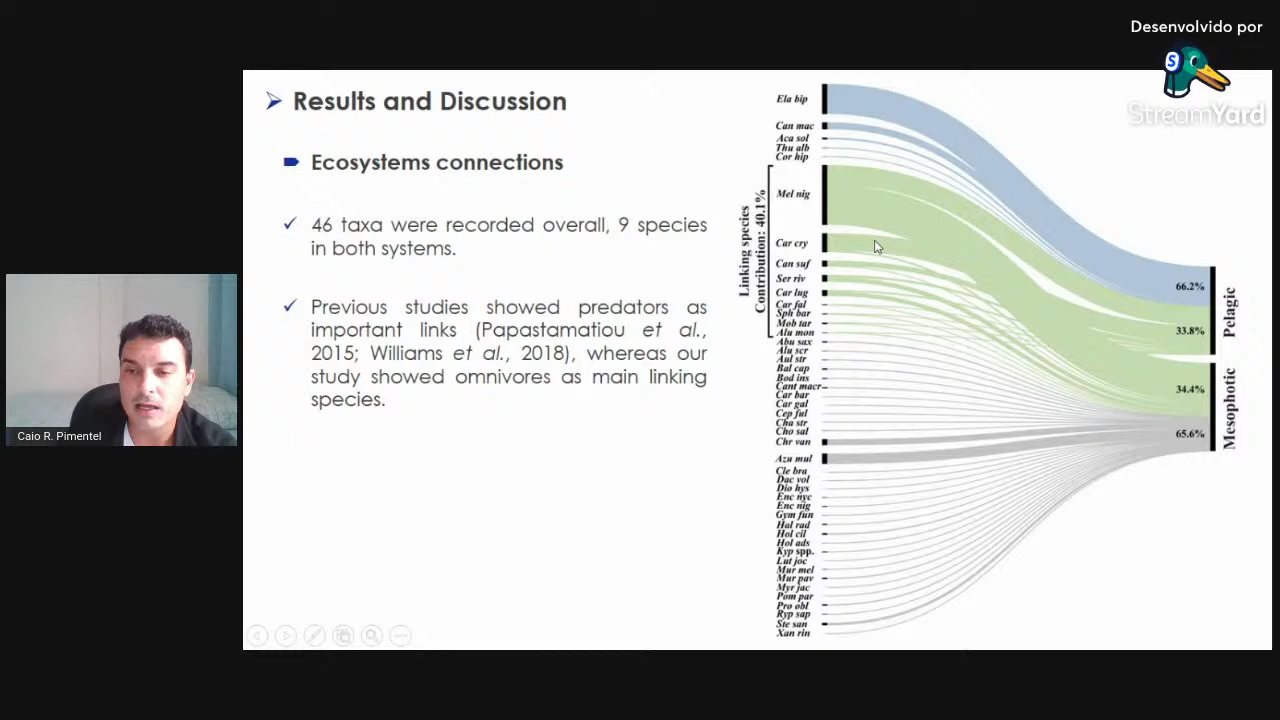 Desenvolvido por
StreamYard
Results and Discussion
Ecosystems connections
46 taxa were recorded overall, 9 species
in both systems.
Previous studies showed predators as
important links (Papastamatiou et al.,
2015; Williams et al., 2018), whereas our
study showed omnivores as main linking
species.
Caio R. Pimentel
Linking species
Contribution: 40.1%
Ela bip
Can mac
Aca sol
Thu alb
Cor hip
Mel nig
Car cry
Can suf
Ser riv
Car lug
Car fal
Sph bar
Mob tar
Alu mon
Abu sax
Alu scr
Aul str
Bal cap
Bod ins
Cant macr
Car bar
Car gal
Cep ful
Cha str
Cho sal
Chr van
Azu mul
Cle bra
Dac vol
Dio hys
Enc nyc
Enc nig
Gym fun
Hal rad
Hol cil
Hol ads
Kyp spp.
Lut joc
Mur mel
Mur pav
Myr jac
Pom par
Pro obl
Ryp sap
Ste san
Xan rin
66.2%
33.8%
Pelagic
34.4%
65.6%
Mesophotic